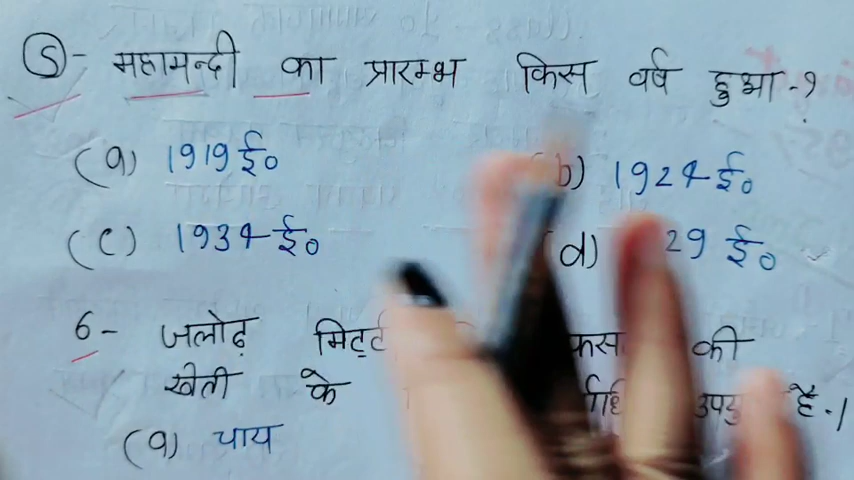 5- महामन्दी का प्रारम्भ किस वर्ष हुआ-?
(a) 1919 ई० b) 1924 ई०
(c) 1934 ई० d) 29 ई०
6- जलोढ़ की
खेती के है-।
(a) चाय